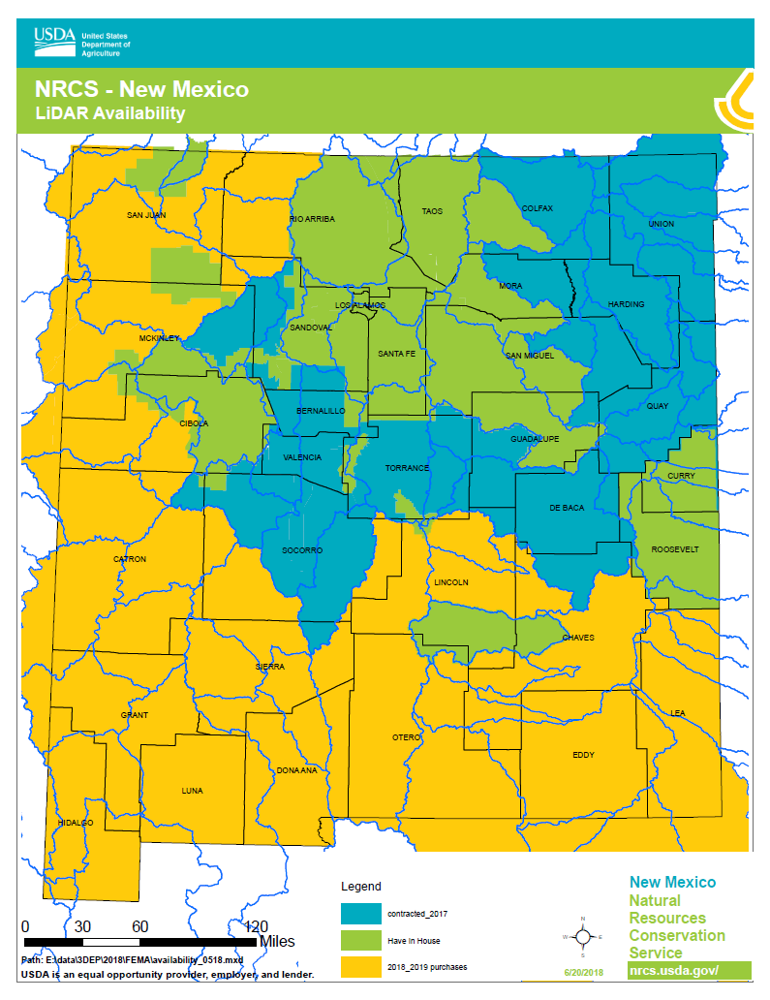 USDA
United States
Department of
Agriculture
NRCS - New Mexico
LiDAR Availability
SAN JUAN
RIO ARRIBA
TAOS
COLFAX
UNION
MORA
HARDING
LOS ALAMOS
MCKINLEY
SANDOVAL
SANTA FE
SAN MIGUEL
QUAY
BERNALILLO
CIBOLA
GUADALUPE
VALENCIA
TORRANCE
CURRY
DE BACA
SOCORRO
ROOSEVELT
CATRON
LINCOLN
CHAVES
SIERRA
GRANT
LEA
OTERO
EDDY
DONA ANA
LUNA
HIDALGO
Legend
contracted_2017
Have In House
2018_2019 purchases
0 30 60 120
Miles
Path: E:\data\3DEP\2018\FEMA\availability_0518.mxd
USDA is an equal opportunity provider, employer, and lender.
N
W E
S
6/20/2018
New Mexico
Natural
Resources
Conservation
Service
nrcs.usda.gov/